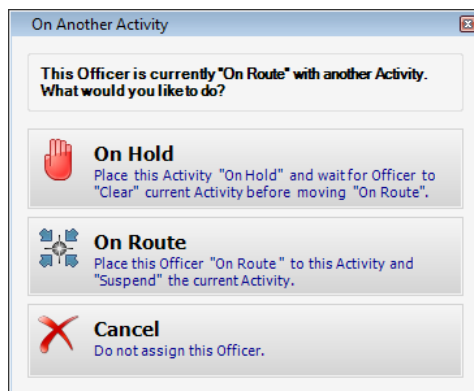 On Another Activity
This Officer is currently "On Route" with another Activity.
What would you like to do?
On Hold
Place this Activity "On Hold" and wait for Officer to
"Clear" current Activity before moving "On Route".
On Route
Place this Officer "On Route" to this Activity and
"Suspend" the current Activity.
Cancel
Do not assign this Officer.